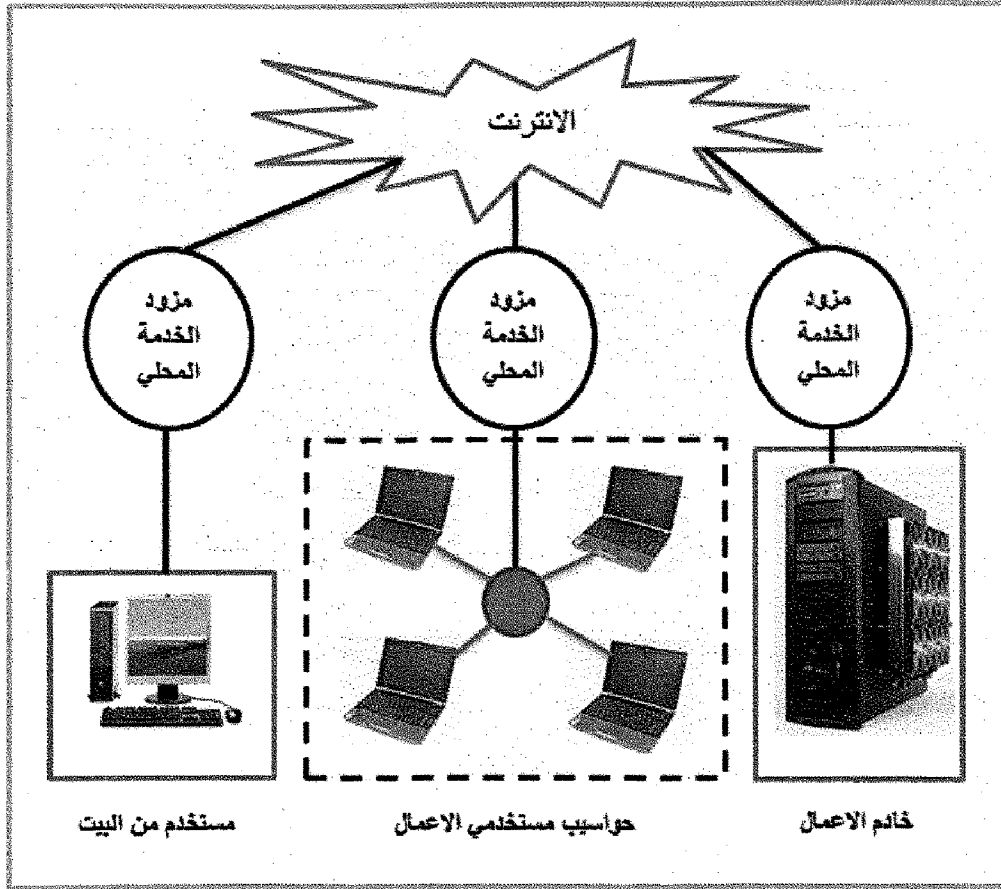 الانترنت
مزود
الخدمة
المحلي
مزود
الخدمة
المحلي
مزود
الخدمة
المحلي
خادم الاعمال
حواسيب مستخدمي الاعمال
مستخدم من البيت